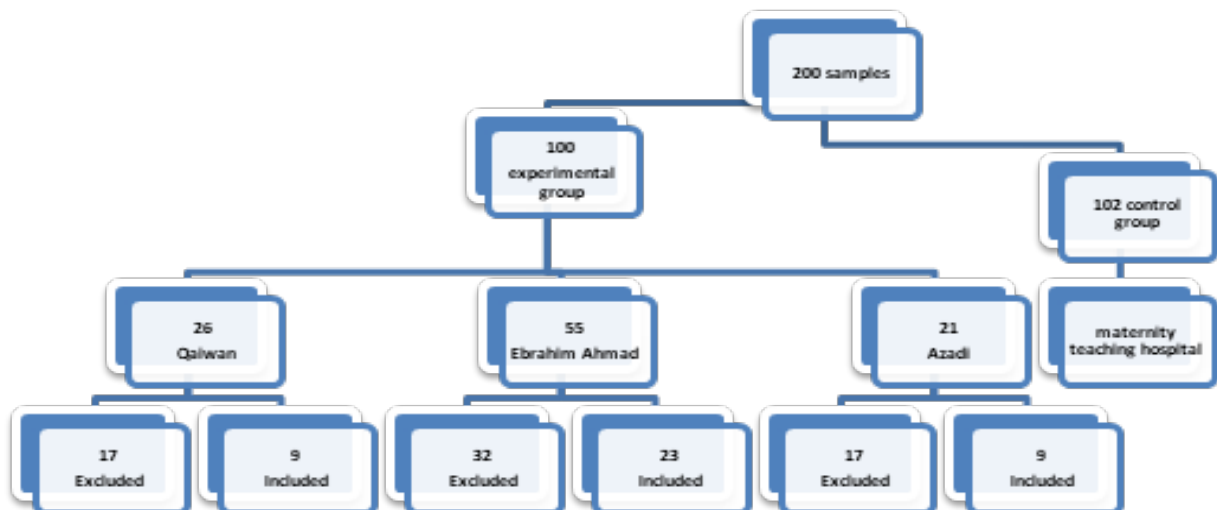 200 samples
100
experimental
group
102 control
group
26
Qaiwan
55
Ebrahim Ahmad
21
Azadi
maternity
teaching hospital
17
Excluded
9
Included
32
Excluded
23
Included
17
Excluded
9
Included